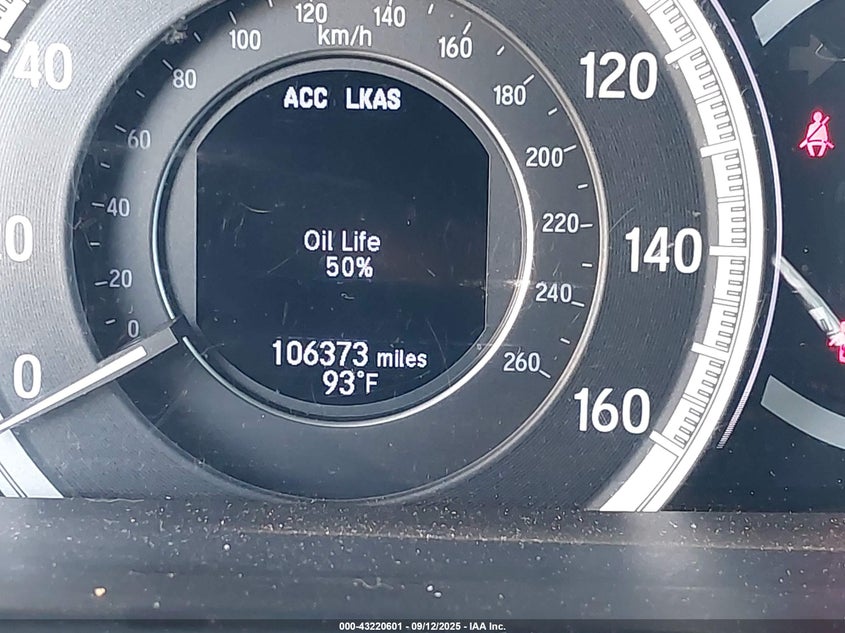 120 140
100 km/h 160
40 80 ACC LKAS 180 120
60 200
40 220
Oil Life 140
50%
20 240
0
106373 miles 260
0 93°F 160
000-43220601 - 09/12/2025 - IAA Inc.